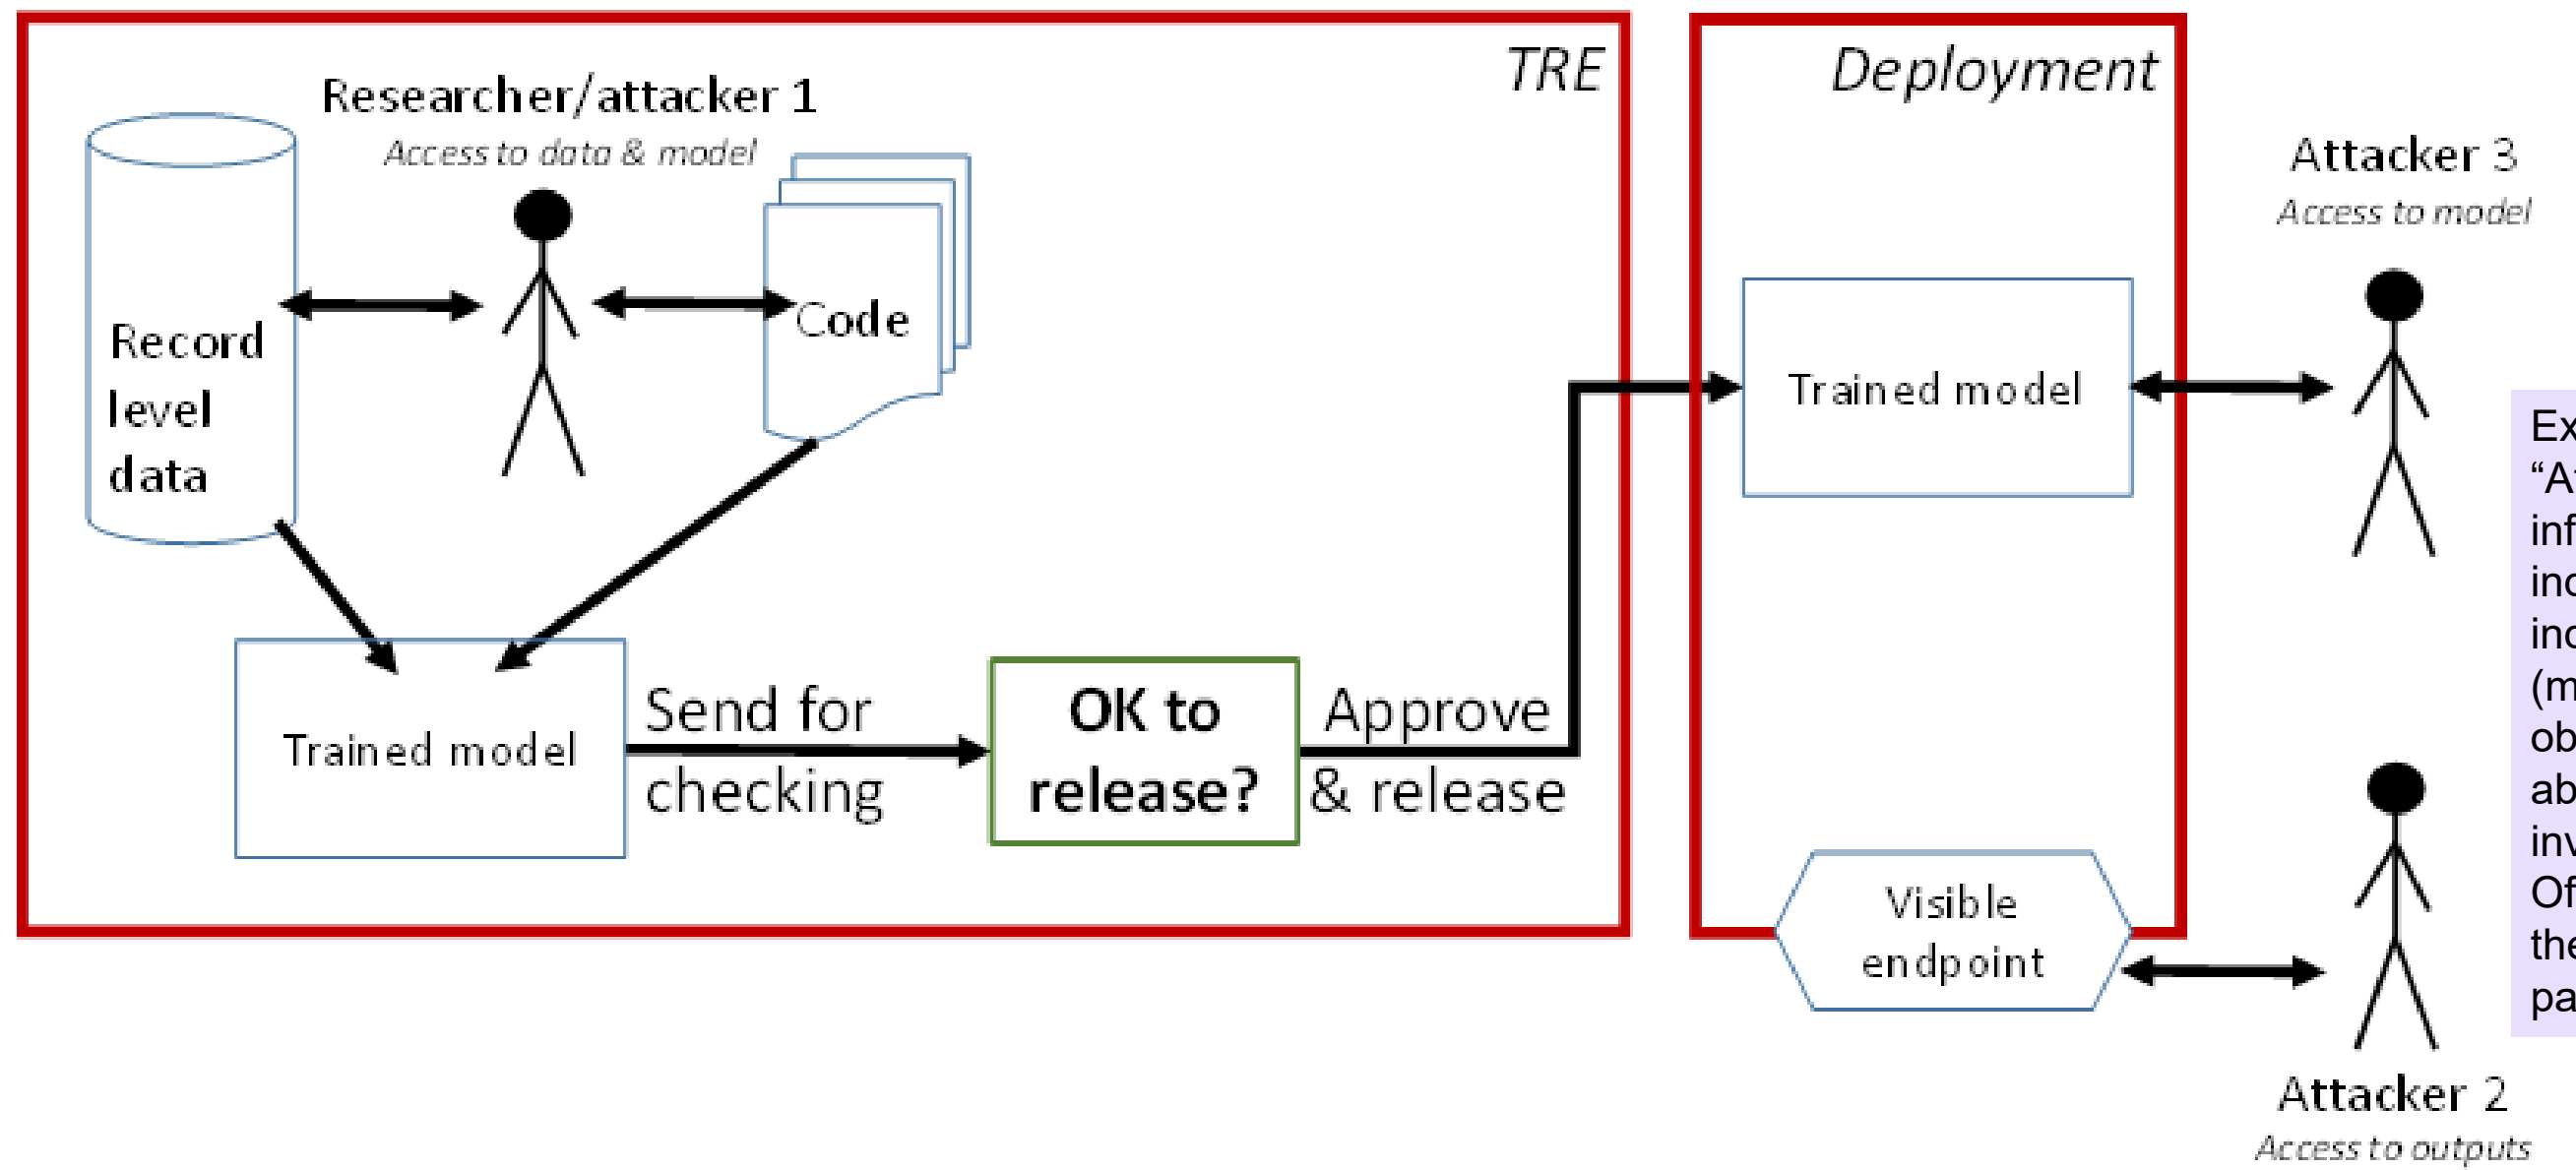 TRE
Researcher/attacker 1
Access to data & model
Record
level
data
Code
Trained model
Send for
checking
OK to
release?
Approve
& release
Deployment
Trained model
Visible
endpoint
Attacker 3
Access to model
Attacker 2
Access to outputs
Of